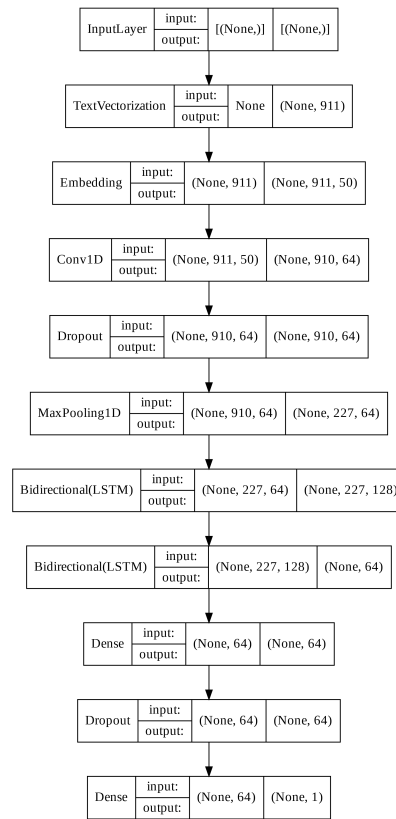 InputLayer input: output: [(None,)] [(None,)]
TextVectorization input: output: None (None, 911)
Embedding input: output: (None, 911) (None, 911, 50)
Conv1D input: output: (None, 911, 50) (None, 910, 64)
Dropout input: output: (None, 910, 64) (None, 910, 64)
MaxPooling1D input: output: (None, 910, 64) (None, 227, 64)
Bidirectional(LSTM) input: output: (None, 227, 64) (None, 227, 128)
Bidirectional(LSTM) input: output: (None, 227, 128) (None, 64)
Dense input: output: (None, 64) (None, 64)
Dropout input: output: (None, 64) (None, 64)
Dense input: output: (None, 64) (None, 1)